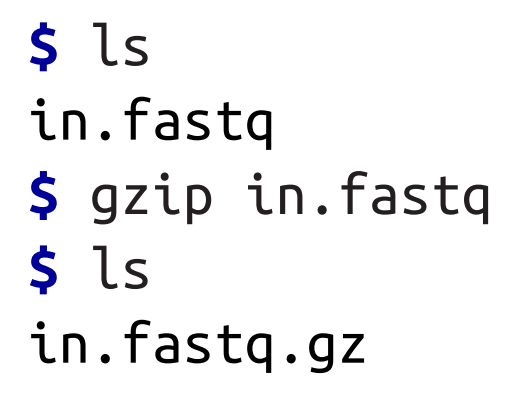 $ ls
in.fastq
$ gzip in.fastq
$ ls
in.fastq.gz